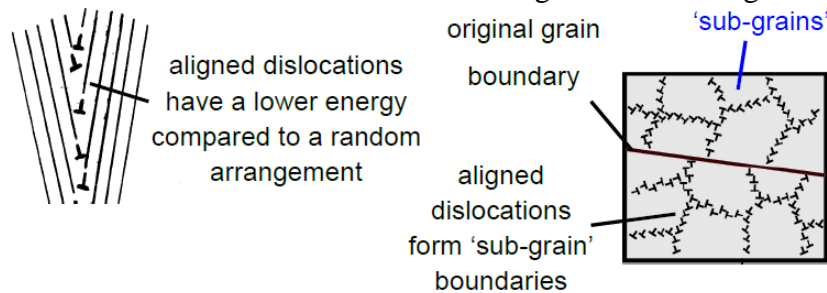 aligned dislocations
have a lower energy
compared to a random
arrangement
original grain
boundary
‘sub-grains’
aligned
dislocations
form ‘sub-grain’
boundaries